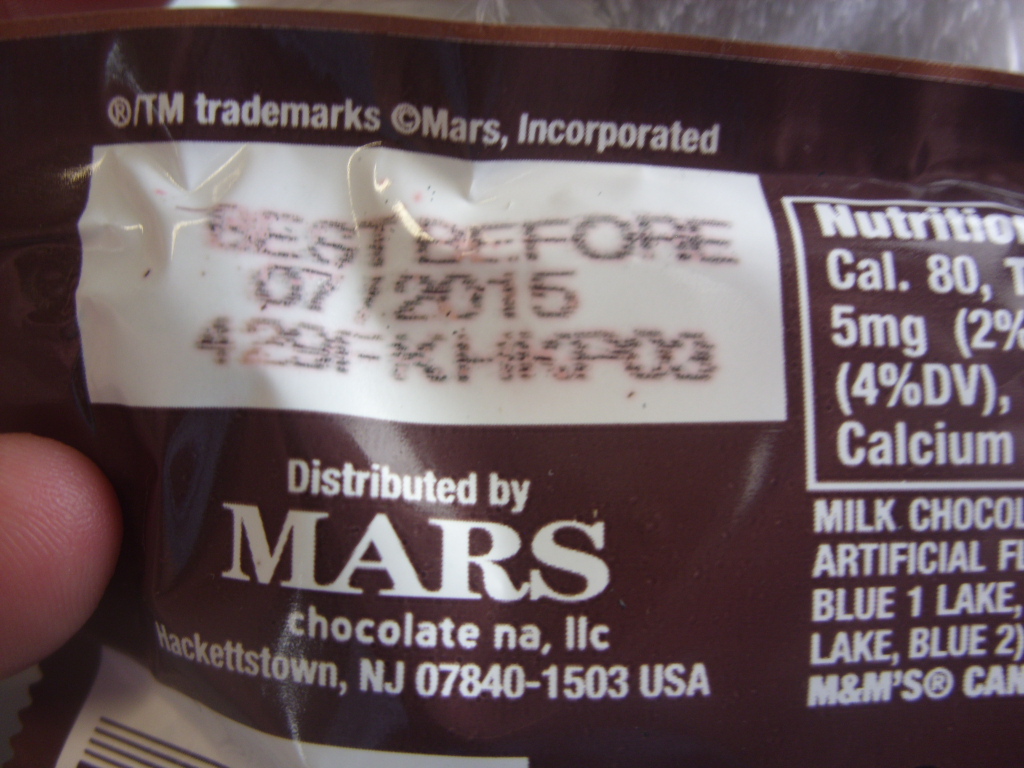 ®/TM trademarks ©Mars, Incorporated
BEST BEFORE
07/2015
Distributed by
MARS
chocolate na, llc
Hackettstown, NJ 07840-1503 USA
Nutrition
Cal. 80, T
5mg (2%
(4%DV),
Calcium
MILK CHOCOL
ARTIFICIAL FL
BLUE 1 LAKE,
LAKE, BLUE 2)
M&M'S® CAN